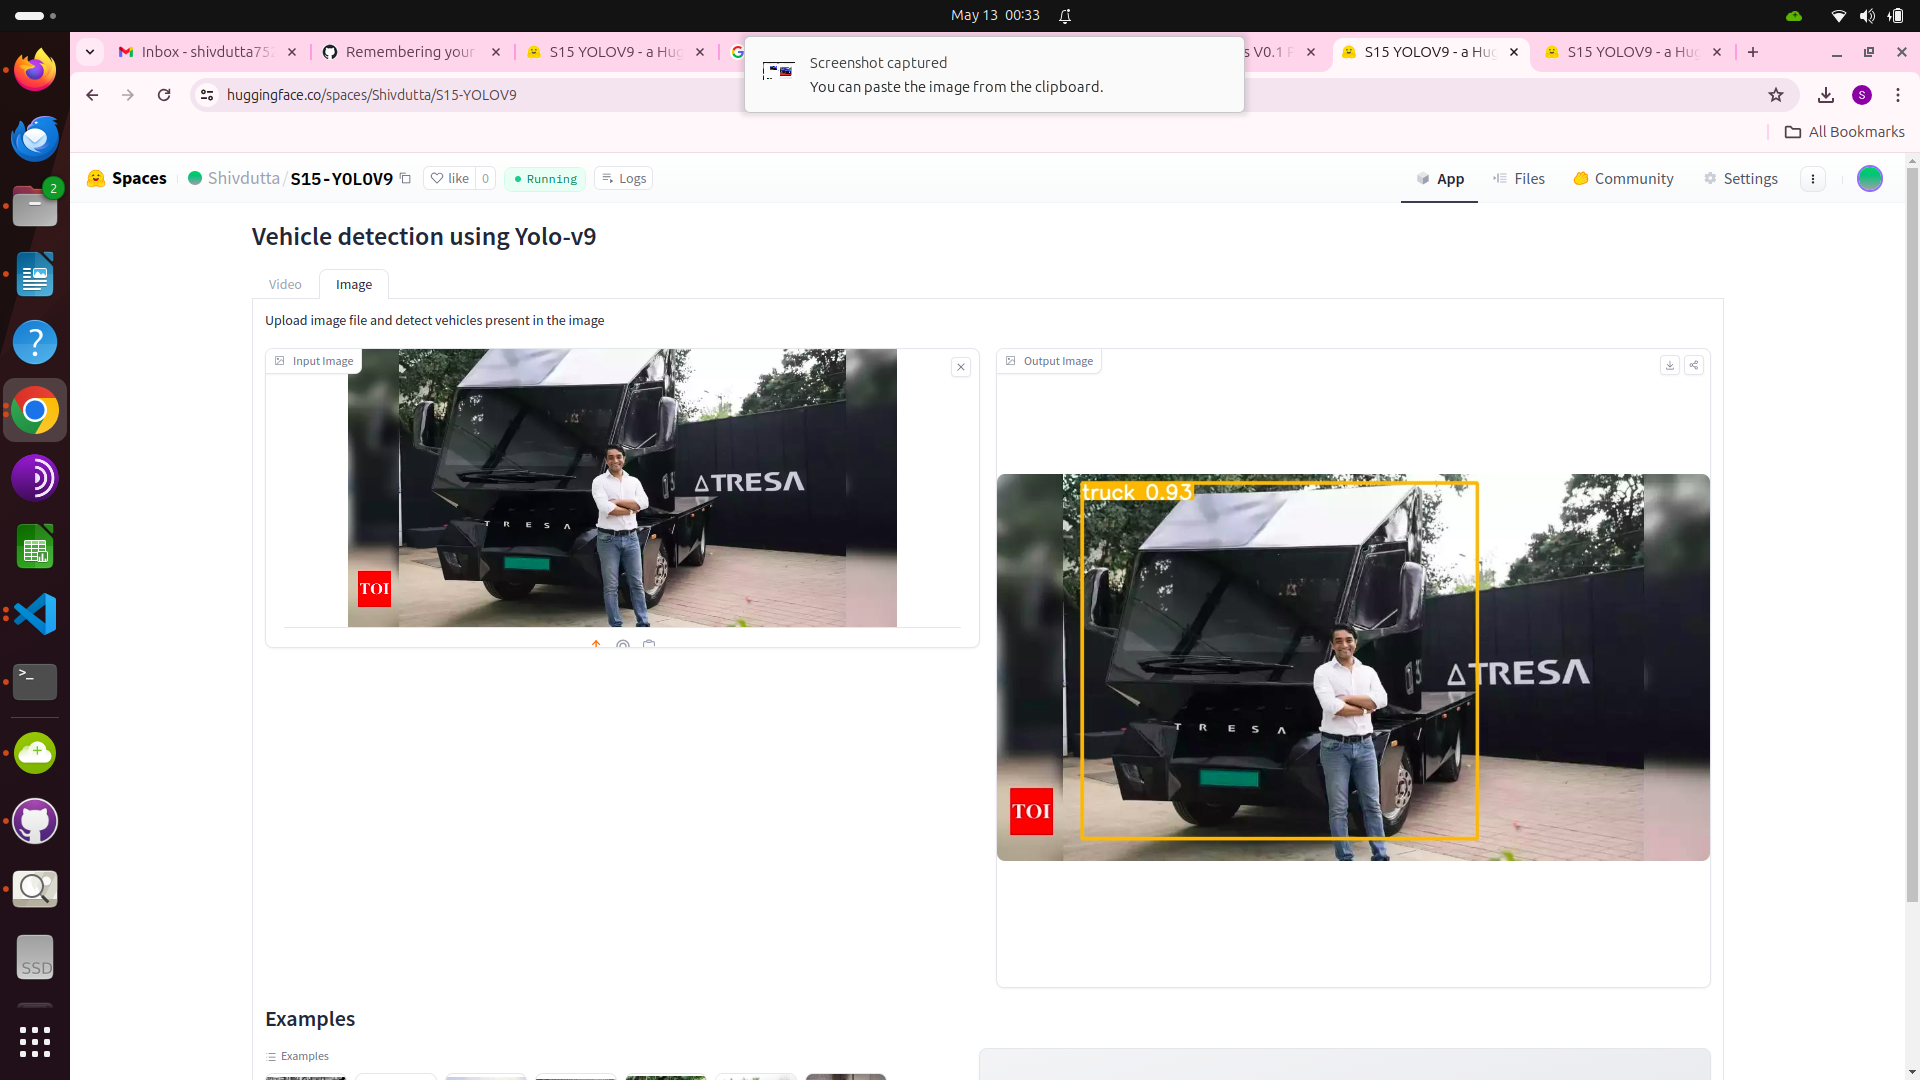 May 13 00:33
Inbox - shivdutta752
Remembering your
S15 YOLOV9 - a Hug
s V0.1 F
S15 YOLOV9 - a Hug
S15 YOLOV9 - a Hug
Screenshot captured
You can paste the image from the clipboard.
huggingface.co/spaces/Shivdutta/S15-YOLOV9
S
All Bookmarks
2
Spaces
Shivdutta/S15-YOLOV9
like 0
Running
Logs
App
Files
Community
Settings
Vehicle detection using Yolo-v9
Video
Image
Upload image file and detect vehicles present in the image
Input Image
TRESA
TRESA
TOI
Output Image
truck 0.93
TRESA
TRESA
TOI
Examples
Examples
SSD